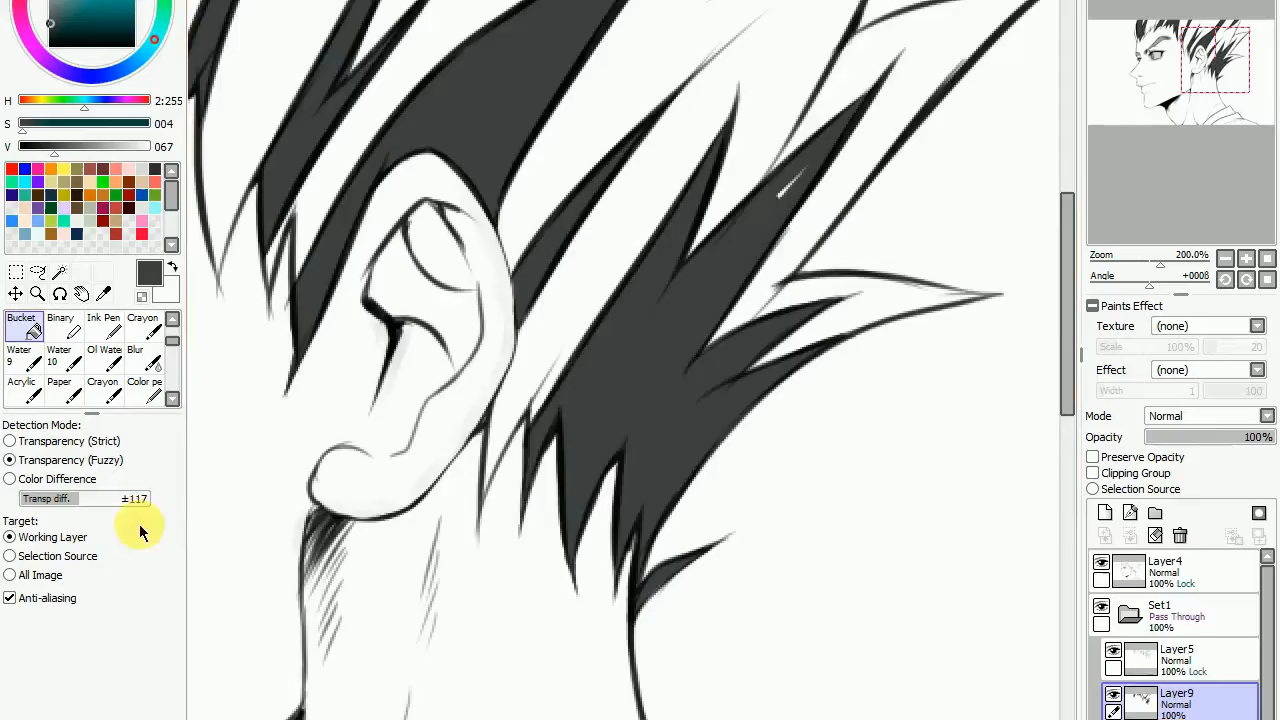 H 2:255
S 004
V 067
Bucket Binary Ink Pen Crayon
Water 9 Water 10 Ol Wate Blur
Acrylic Paper Crayon Color pe
Detection Mode:
Transparency (Strict)
Transparency (Fuzzy)
Color Difference
Transp diff. ±117
Target:
Working Layer
Selection Source
All Image
Anti-aliasing
Zoom 200.0%
Angle +000ß
Paints Effect
Texture (none)
Scale 100% 20
Effect (none)
Width 1 100
Mode Normal
Opacity 100%
Preserve Opacity
Clipping Group
Selection Source
Layer4
Normal
100% Lock
Set1
Pass Through
100%
Layer5
Normal
100% Lock
Layer9
Normal
100%